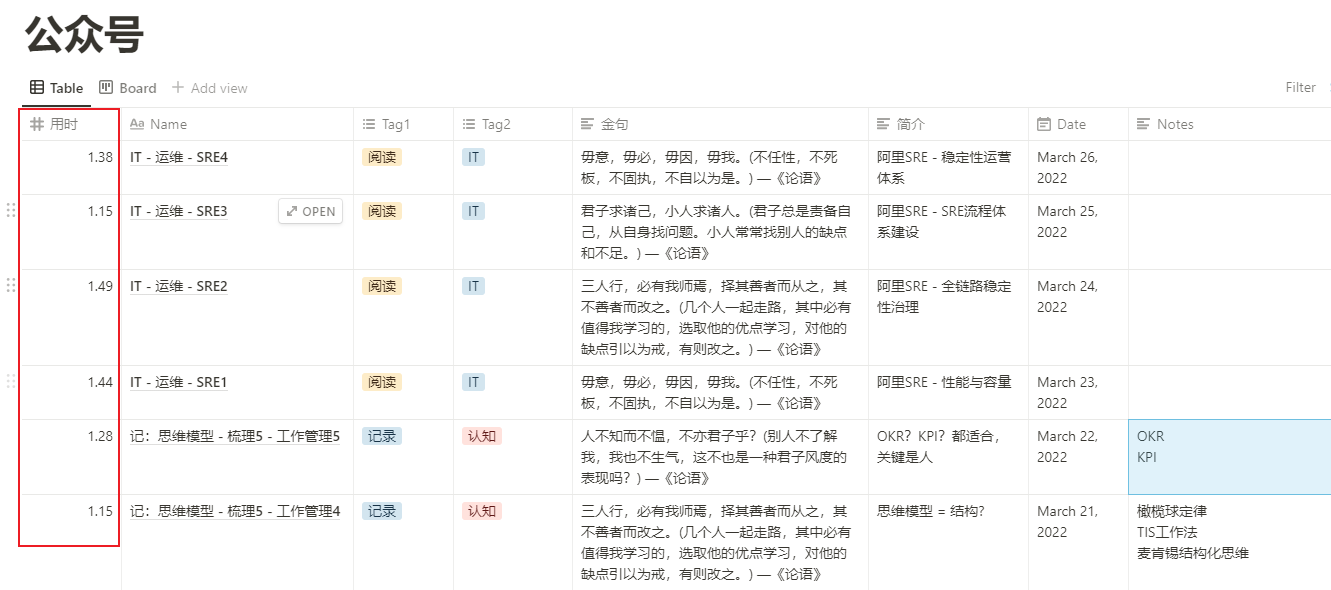 公众号
Table Board + Add view Filter
# 用时 Aa Name Tag1 Tag2 金句 简介 Date Notes
1.38 IT - 运维 - SRE4 阅读 IT 毋意，毋必，毋因，毋我。(不任性，不死 阿里SRE - 稳定性运营 March 26,
板，不固执，不自以为是。) —《论语》 体系 2022
1.15 IT - 运维 - SRE3 OPEN 阅读 IT 君子求诸己，小人求诸人。(君子总是责备自 阿里SRE - SRE流程体 March 25,
己，从自身找问题。小人常常找别人的缺点 系建设 2022
和不足。) —《论语》
1.49 IT - 运维 - SRE2 阅读 IT 三人行，必有我师焉，择其善者而从之，其 阿里SRE - 全链路稳定 March 24,
不善者而改之。(几个人一起走路，其中必有 性治理 2022
值得我学习的，选取他的优点学习，对他的
缺点引以为戒，有则改之。) —《论语》
1.44 IT - 运维 - SRE1 阅读 IT 毋意，毋必，毋因，毋我。(不任性，不死 阿里SRE - 性能与容量 March 23,
板，不固执，不自以为是。) —《论语》 2022
1.28 记：思维模型 - 梳理5 - 工作管理5 记录 认知 人不知而不愠，不亦君子乎？(别人不了解 OKR？KPI？都适合， March 22, OKR
我，我也不生气，这不也是一种君子风度的 关键是人 2022 KPI
表现吗？) —《论语》
1.15 记：思维模型 - 梳理5 - 工作管理4 记录 认知 三人行，必有我师焉，择其善者而从之，其 思维模型 = 结构？ March 21, 橄榄球定律
不善者而改之。(几个人一起走路，其中必有 2022 TIS工作法
值得我学习的，选取他的优点学习，对他的 麦肯锡结构化思维
缺点引以为戒，有则改之。) —《论语》